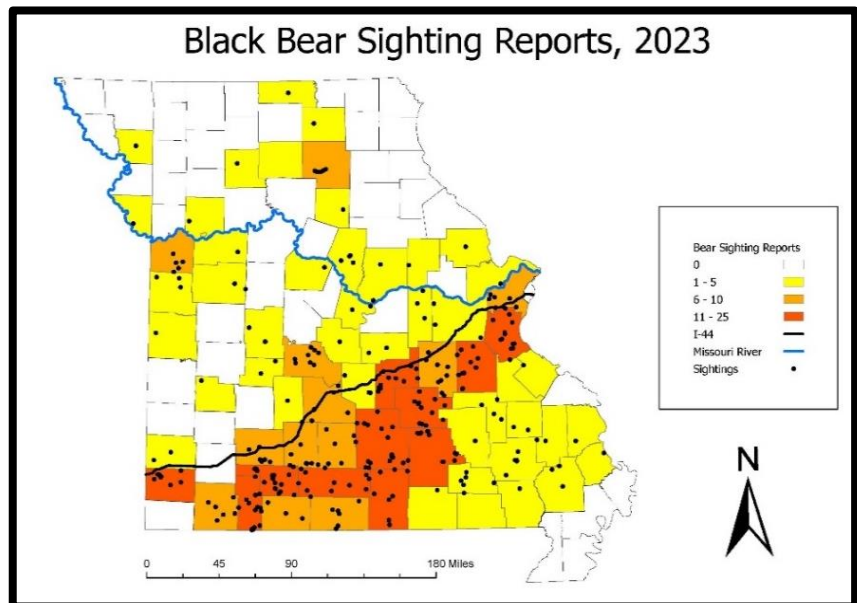 Black Bear Sighting Reports, 2023
Bear Sighting Reports
0
1 - 5
6 - 10
11 - 25
I-44
Missouri River
Sightings
N
0 45 90 180 Miles